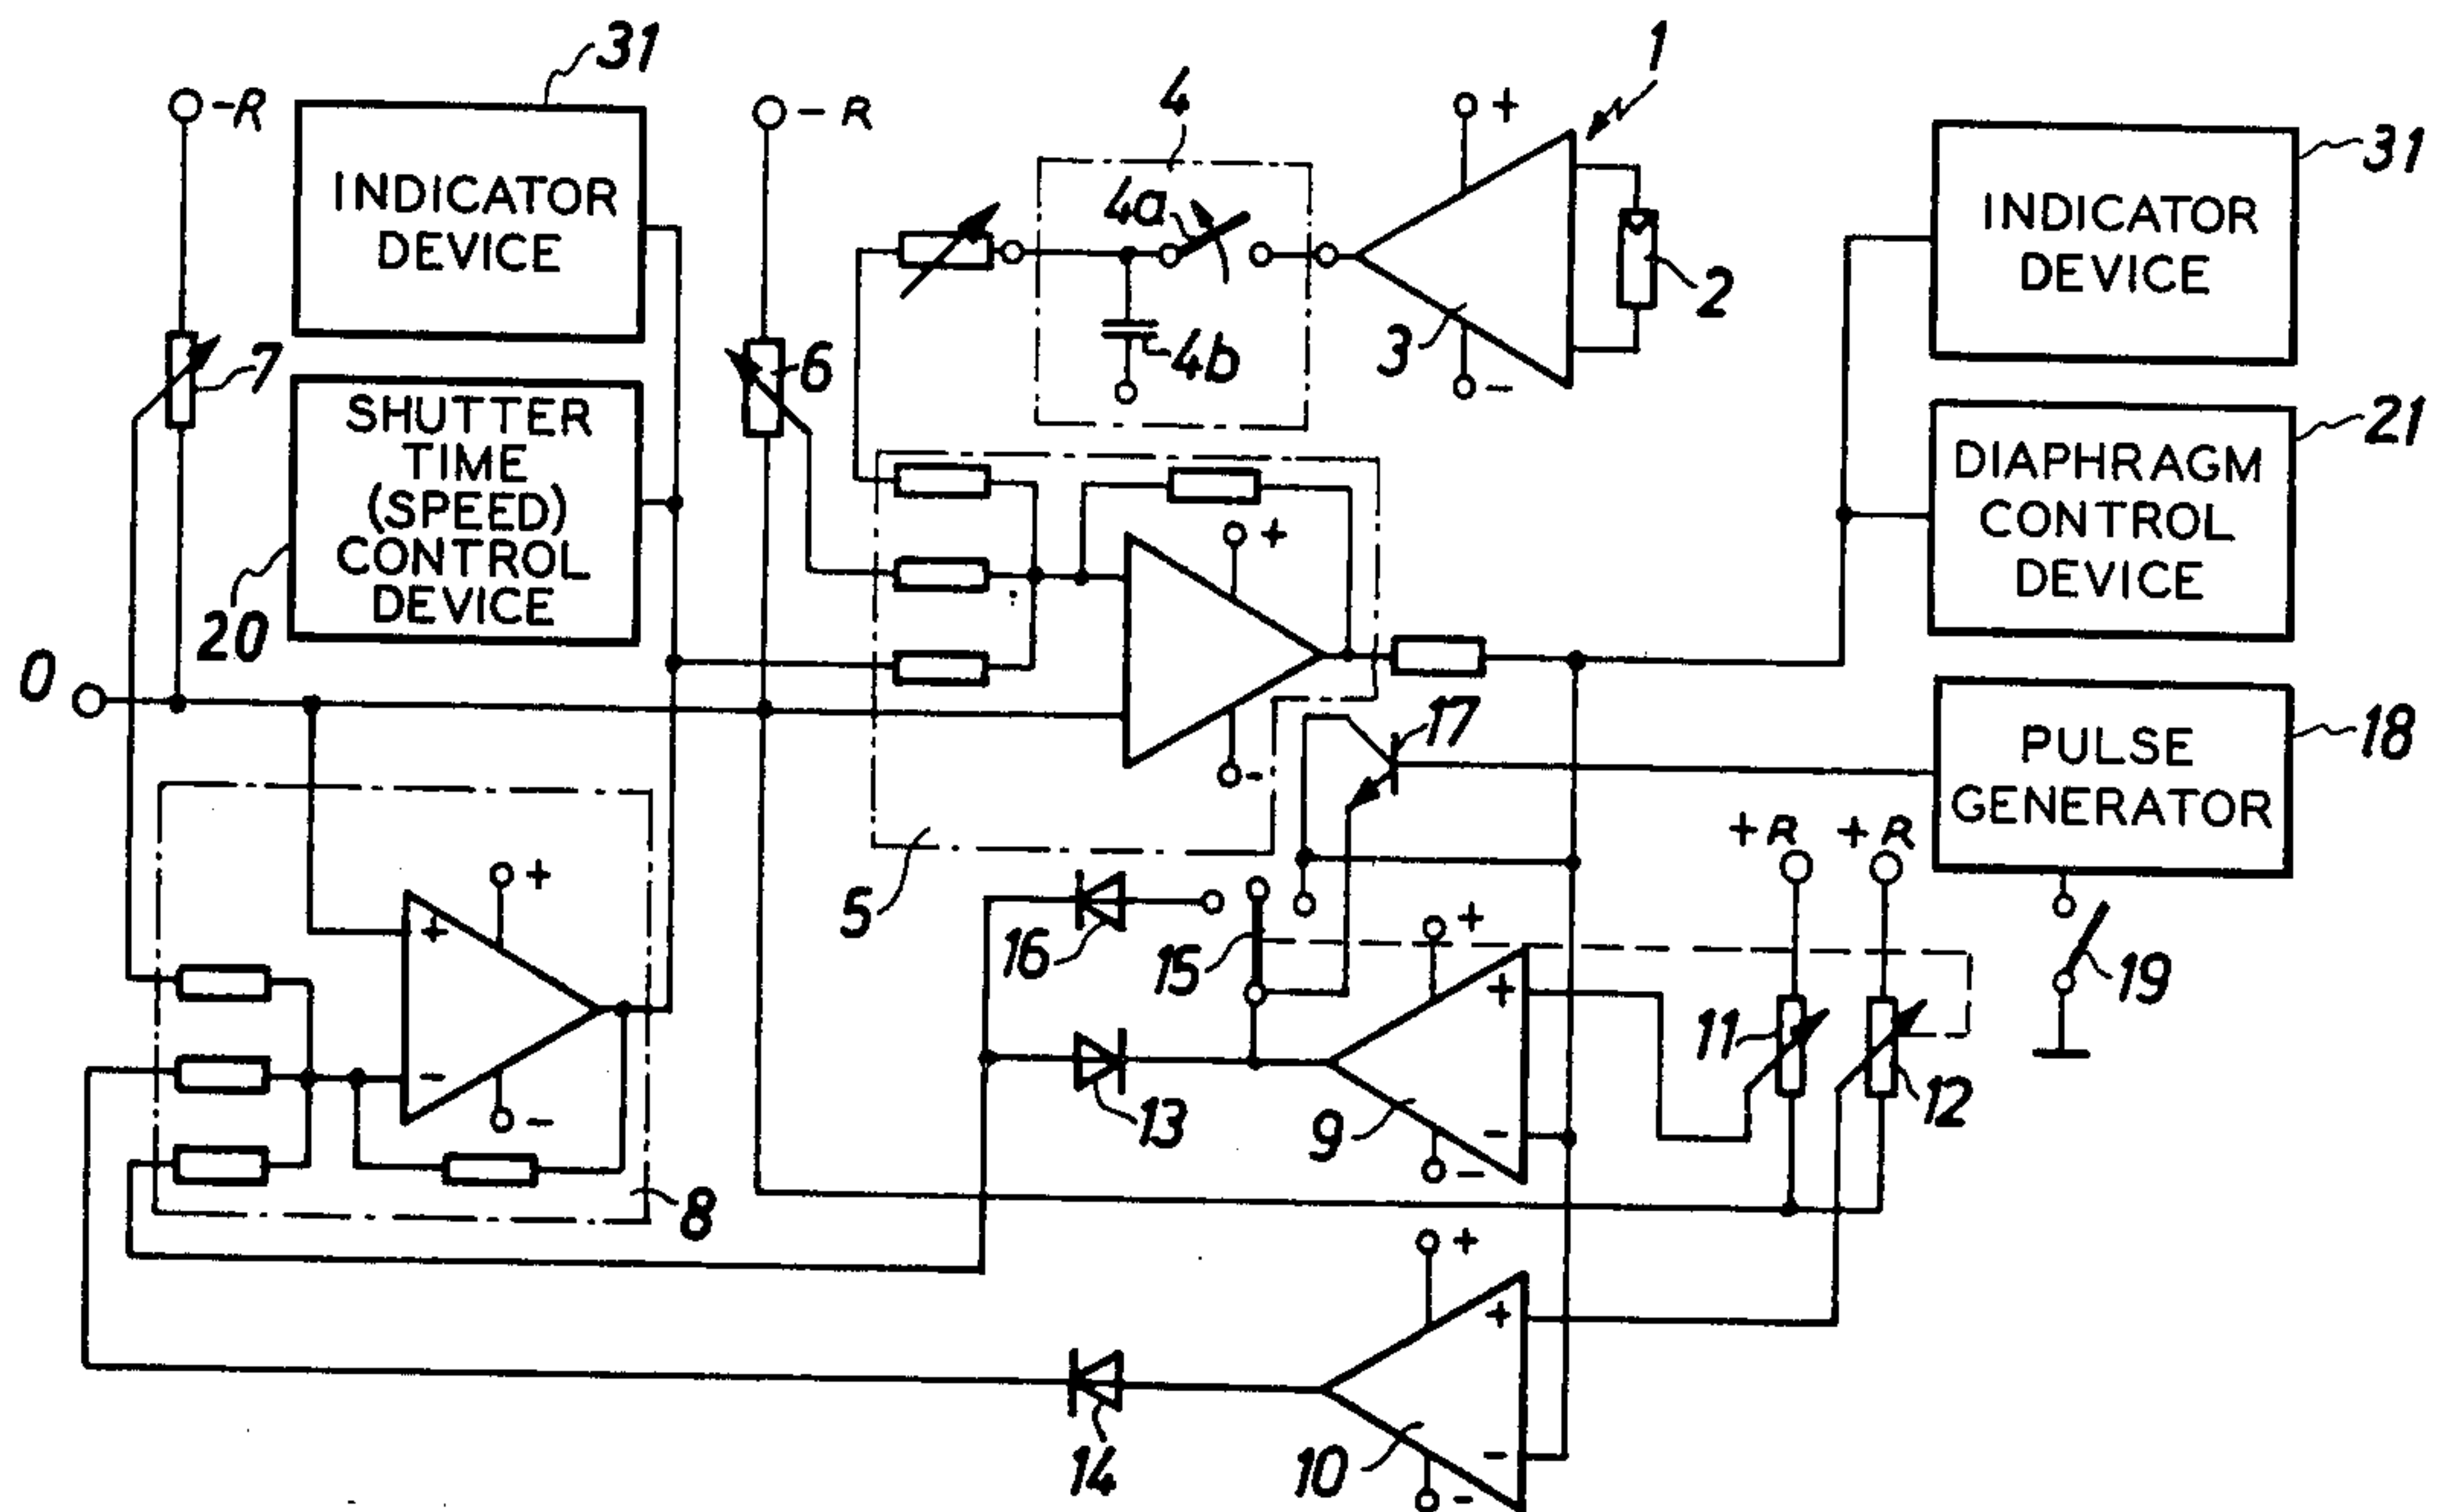 31
-R
INDICATOR
DEVICE
7
SHUTTER
TIME
(SPEED)
CONTROL
DEVICE
20
O
- R
6
4
4a
4b
1
+
3
-
2
31
INDICATOR
DEVICE
21
DIAPHRAGM
CONTROL
DEVICE
+
-
5
17
18
PULSE
GENERATOR
+R
+R
19
+
+
-
-
8
16
15
13
+
+
9
-
-
11
12
14
+
+
10
-
-